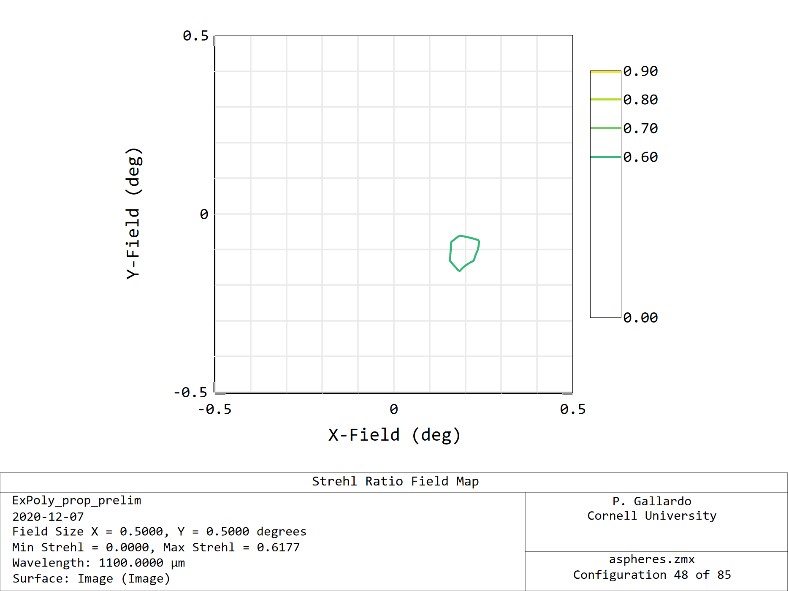 0.5
0
-0.5
Y-Field (deg)
-0.5
0
0.5
X-Field (deg)
0.90
0.80
0.70
0.60
0.00
Strehl Ratio Field Map
ExPoly_prop_prelim
2020-12-07
Field Size X = 0.5000, Y = 0.5000 degrees
Min Strehl = 0.0000, Max Strehl = 0.6177
Wavelength: 1100.0000 µm
Surface: Image (Image)
P. Gallardo
Cornell University
aspheres.zmx
Configuration 48 of 85